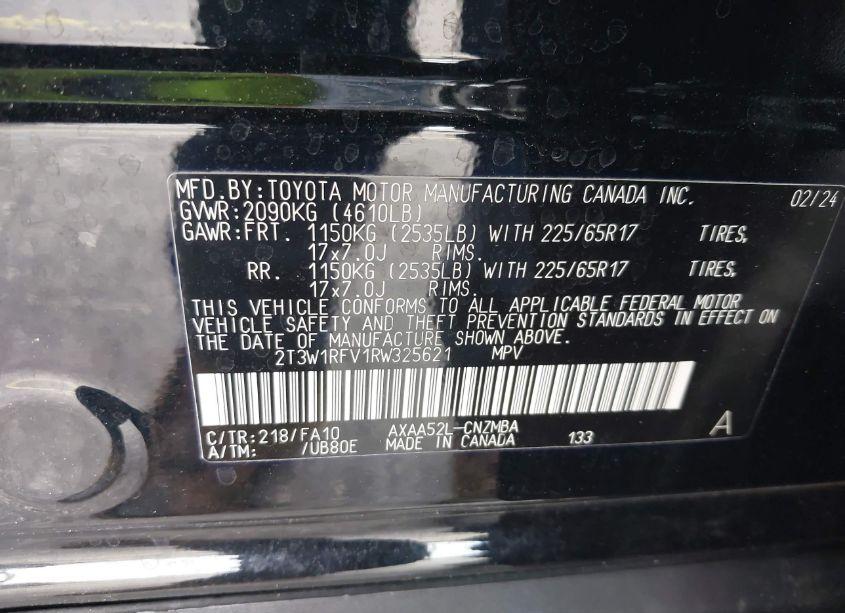 MFD.BY:TOYOTA MOTOR MANUFACTURING CANADA INC. 02/24
GVWR:2090KG (4610LB)
GAWR:FRT. 1150KG (2535LB) WITH 225/65R17 TIRES,
17x7.0J RIMS.
RR. 1150KG (2535LB) WITH 225/65R17 TIRES,
17x7.0J RIMS.
THIS VEHICLE CONFORMS TO ALL APPLICABLE FEDERAL MOTOR
VEHICLE SAFETY AND THEFT PREVENTION STANDARDS IN EFFECT ON
THE DATE OF MANUFACTURE SHOWN ABOVE.
2T3W1RFV1RW325621 MPV
C/TR:218/FA10 AXAA52L-CNZMBA
A/TM: /UB80E MADE IN CANADA 133 A